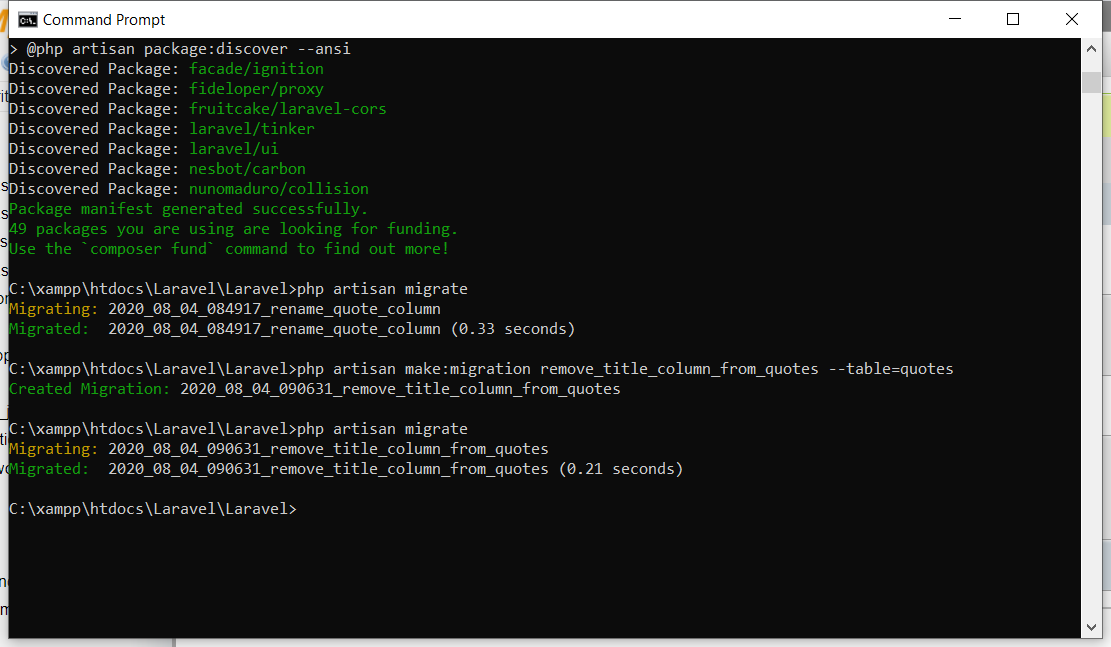 Command Prompt
> @php artisan package:discover --ansi
Discovered Package: facade/ignition
Discovered Package: fideloper/proxy
Discovered Package: fruitcake/laravel-cors
Discovered Package: laravel/tinker
Discovered Package: laravel/ui
Discovered Package: nesbot/carbon
Discovered Package: nunomaduro/collision
Package manifest generated successfully.
49 packages you are using are looking for funding.
Use the `composer fund` command to find out more!
C:\xampp\htdocs\Laravel\Laravel>php artisan migrate
Migrating: 2020_08_04_084917_rename_quote_column
Migrated:  2020_08_04_084917_rename_quote_column (0.33 seconds)
C:\xampp\htdocs\Laravel\Laravel>php artisan make:migration remove_title_column_from_quotes --table=quotes
Created Migration: 2020_08_04_090631_remove_title_column_from_quotes
C:\xampp\htdocs\Laravel\Laravel>php artisan migrate
Migrating: 2020_08_04_090631_remove_title_column_from_quotes
Migrated:  2020_08_04_090631_remove_title_column_from_quotes (0.21 seconds)
C:\xampp\htdocs\Laravel\Laravel>